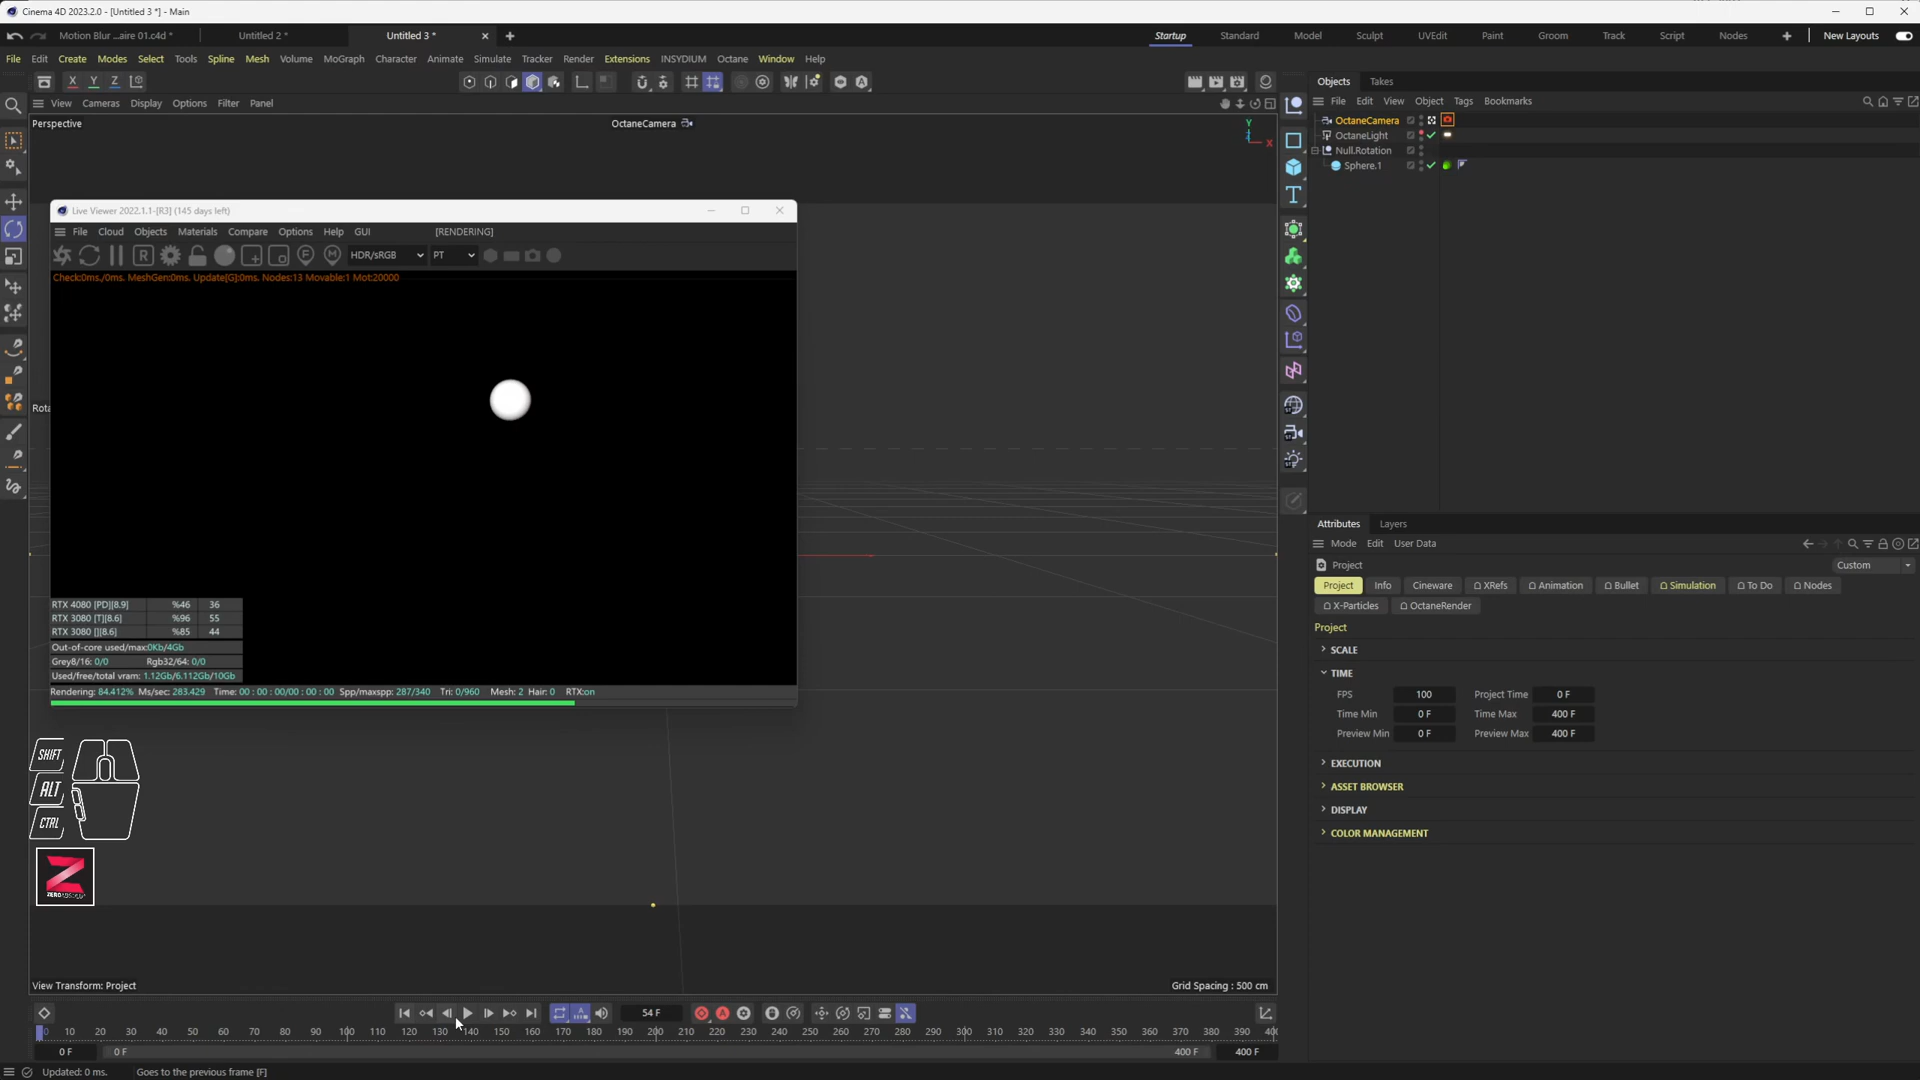 Cinema 4D 2023.2.0 - [Untitled 3 *] - Main
Motion Blur ...aire 01.c4d *
Untitled 2 *
Untitled 3 *
Startup
Standard
Model
Sculpt
UVEdit
Paint
Groom
Track
Script
Nodes
New Layouts
File Edit Create Modes Select Tools Spline Mesh Volume MoGraph Character Animate Simulate Tracker Render Extensions INSYDIUM Octane Window Help
X Y Z
View Cameras Display Options Filter Panel
Perspective
OctaneCamera
Y
Z
X
Live Viewer 2022.1.1-[R3] (145 days left)
File Cloud Objects Materials Compare Options Help GUI [RENDERING]
R
HDR/sRGB
PT
Check:0ms./0ms. MeshGen:0ms. Update[G]:0ms. Nodes:13 Movable:1 Mot:20000
Rota
RTX 4080 [PD][8.9] %46 36
RTX 3080 [T][8.6] %96 55
RTX 3080 [][8.6] %85 44
Out-of-core used/max:0Kb/4Gb
Grey8/16: 0/0 Rgb32/64: 0/0
Used/free/total vram: 1.12Gb/6.112Gb/10Gb
Rendering: 84.412% Ms/sec: 283.429 Time: 00 : 00 : 00/00 : 00 : 00 Spp/maxspp: 287/340 Tri: 0/960 Mesh: 2 Hair: 0 RTX:on
SHIFT
ALT
CTRL
Z
View Transform: Project
Grid Spacing : 500 cm
54 F
0 10 20 30 40 50 60 70 80 90 100 110 120 130 140 150 160 170 180 190 200 210 220 230 240 250 260 270 280 290 300 310 320 330 340 350 360 370 380 390 40
0 F
0 F
400 F
400 F
Updated: 0 ms.
Goes to the previous frame [F]
Objects Takes
File Edit View Object Tags Bookmarks
OctaneCamera
OctaneLight
Null.Rotation
Sphere.1
Attributes Layers
Mode Edit User Data
Project
Custom
Project Info Cineware XRefs Animation Bullet Simulation To Do Nodes
X-Particles OctaneRender
Project
SCALE
TIME
FPS 100 Project Time 0 F
Time Min 0 F Time Max 400 F
Preview Min 0 F Preview Max 400 F
EXECUTION
ASSET BROWSER
DISPLAY
COLOR MANAGEMENT